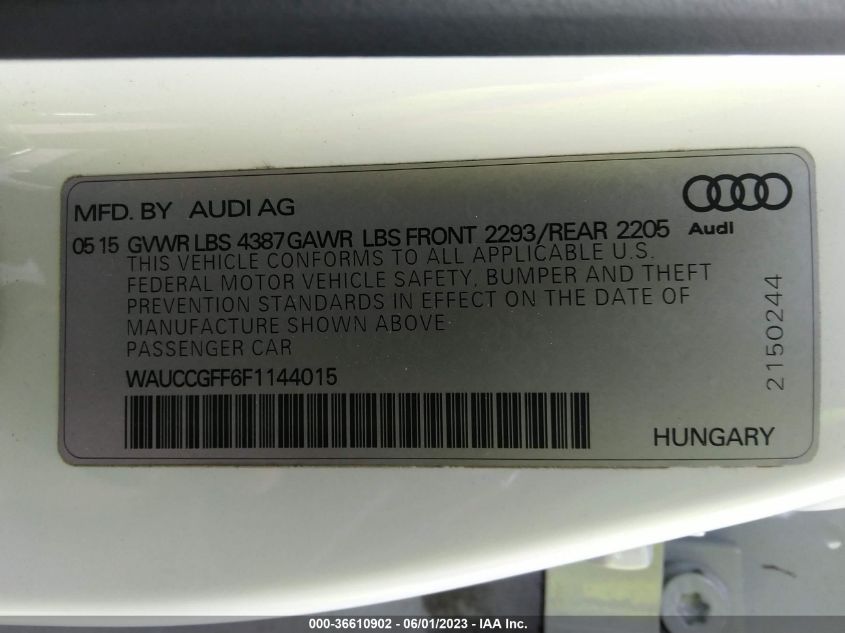 MFD. BY AUDI AG
Audi
05 15 GVWR LBS 4387 GAWR LBS FRONT 2293/REAR 2205
THIS VEHICLE CONFORMS TO ALL APPLICABLE U.S.
FEDERAL MOTOR VEHICLE SAFETY, BUMPER AND THEFT
PREVENTION STANDARDS IN EFFECT ON THE DATE OF
MANUFACTURE SHOWN ABOVE
PASSENGER CAR
WAUCCGFF6F1144015
HUNGARY
2150244
000-36610902 - 06/01/2023 - IAA Inc.